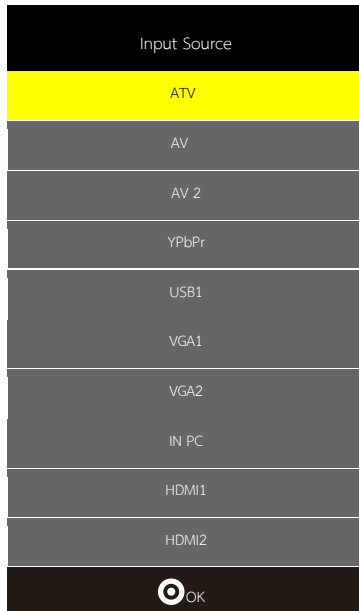 Input Source
ATV
AV
AV 2
YPbPr
USB1
VGA1
VGA2
IN PC
HDMI1
HDMI2
OK